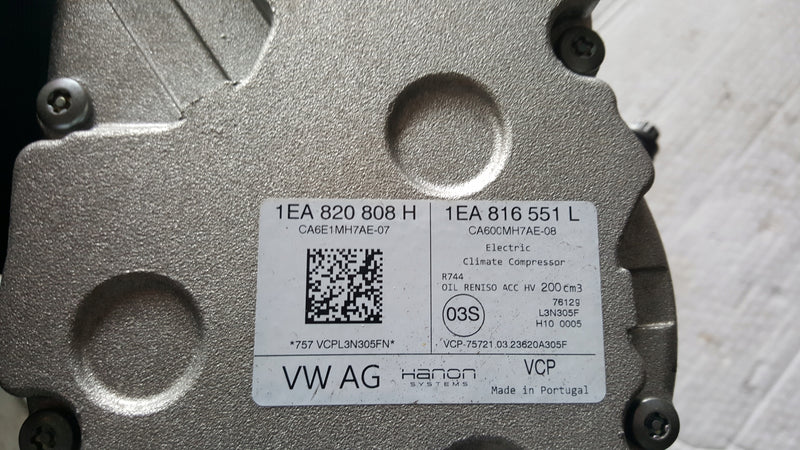 1EA 820 808 H
CA6E1MH7AE-07
*757 VCPL3N305FN*
1EA 816 551 L
CA600MH7AE-08
Electric
Climate Compressor
R744
OIL RENISO ACC HV 200cm3
03S
7612g
L3N305F
H10 0005
VCP-75721.03.23620A305F
VW AG
Hanon
SYSTEMS
VCP
Made in Portugal